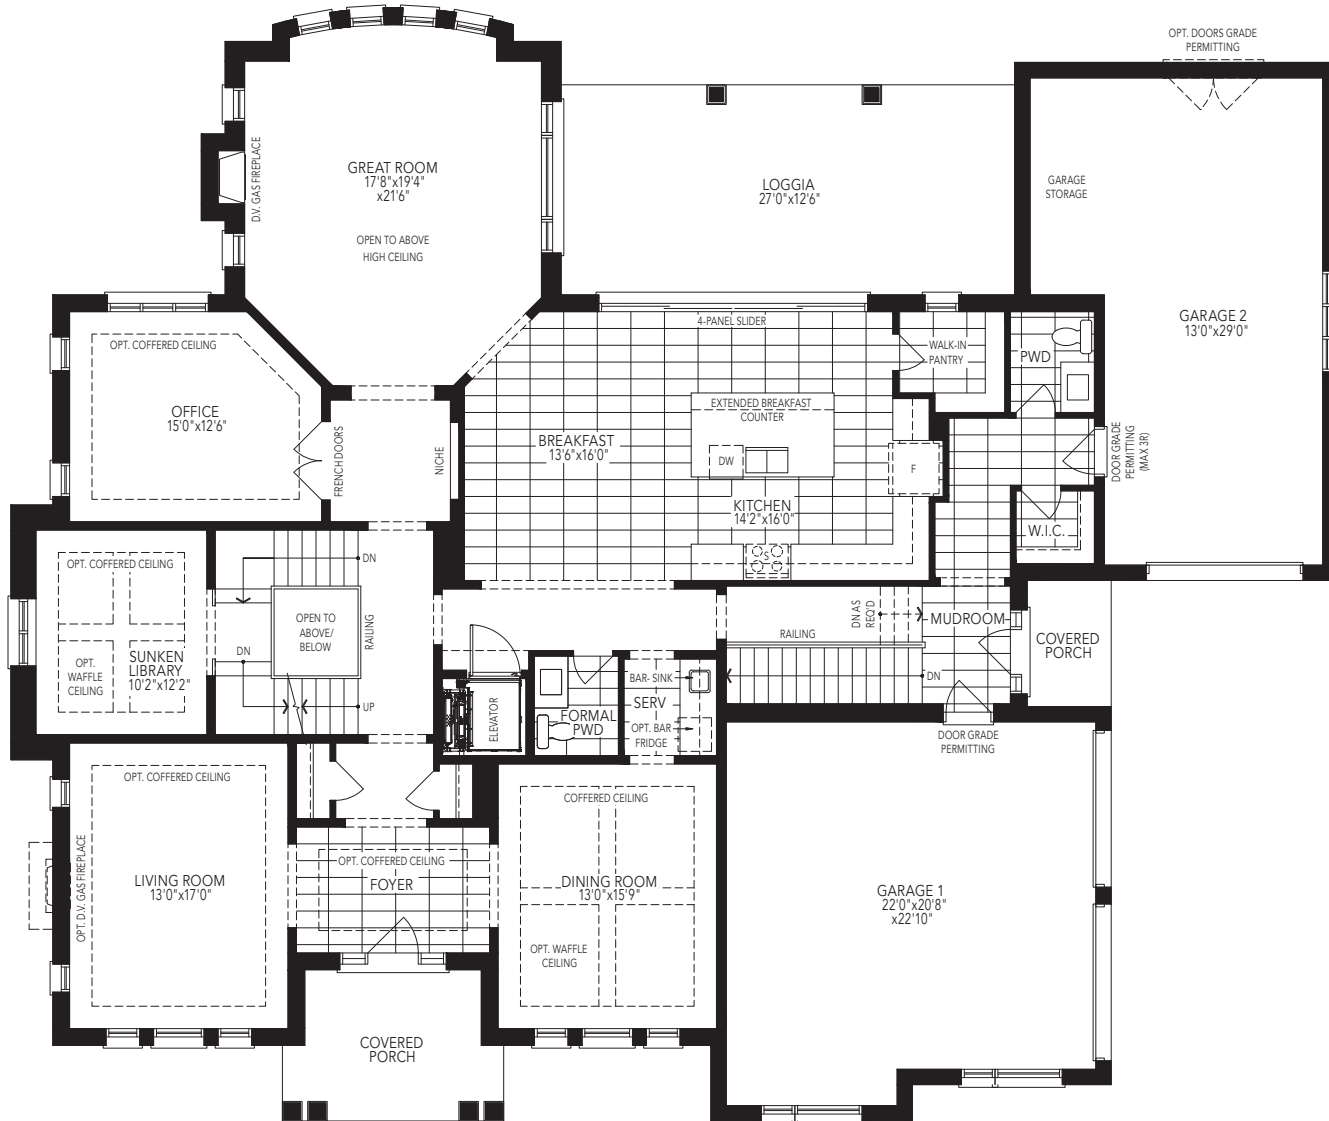 OPT. DOORS GRADE
PERMITTING
D.V. GAS FIREPLACE
GREAT ROOM
17'8"x19'4"
x21'6"
OPEN TO ABOVE
HIGH CEILING
LOGGIA
27'0"x12'6"
GARAGE
STORAGE
GARAGE 2
13'0"x29'0"
4-PANEL SLIDER
WALK-IN
PANTRY
PWD
OPT. COFFERED CEILING
OFFICE
15'0"x12'6"
FRENCH DOORS
NICHE
BREAKFAST
13'6"x16'0"
EXTENDED BREAKFAST
COUNTER
DW
F
KITCHEN
14'2"x16'0"
S
DOOR GRADE
PERMITTING
(MAX 3R)
W.I.C.
OPT. COFFERED CEILING
OPT.
WAFFLE
CEILING
SUNKEN
LIBRARY
10'2"x12'2"
DN
DN
UP
OPEN TO
ABOVE/
BELOW
RAILING
RAILING
DN AS
REQ'D
DN
MUDROOM
COVERED
PORCH
ELEVATOR
FORMAL
PWD
BAR- SINK
SERV
OPT. BAR
FRIDGE
DOOR GRADE
PERMITTING
OPT. COFFERED CEILING
OPT. D.V. GAS FIREPLACE
LIVING ROOM
13'0"x17'0"
OPT. COFFERED CEILING
FOYER
COFFERED CEILING
DINING ROOM
13'0"x15'9"
OPT. WAFFLE
CEILING
GARAGE 1
22'0"x20'8"
x22'10"
COVERED
PORCH